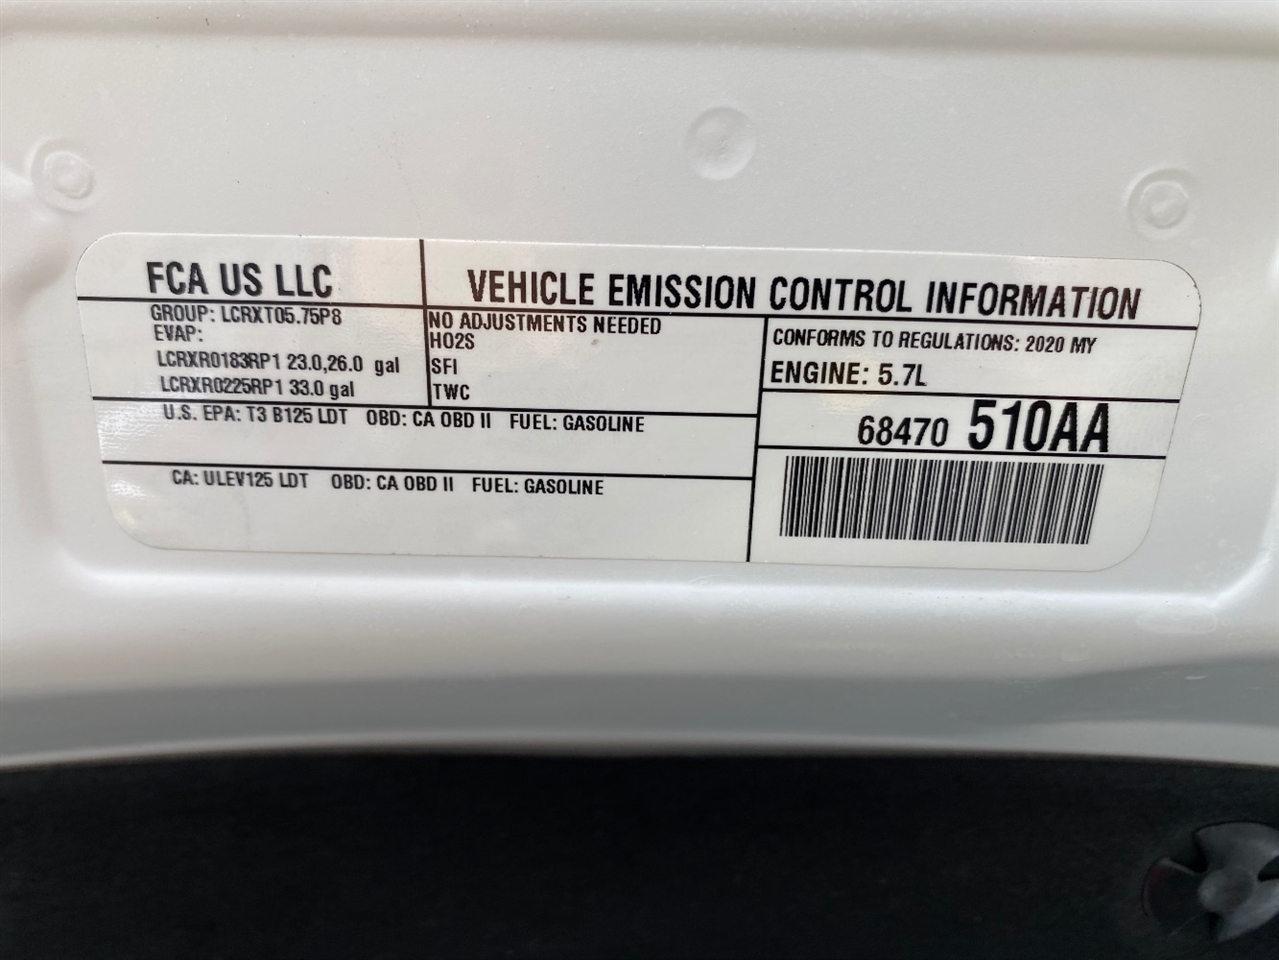 FCA US LLC
VEHICLE EMISSION CONTROL INFORMATION
GROUP: LCRXT05.75P8
EVAP:
LCRXR0183RP1 23.0,26.0 gal
LCRXR0225RP1 33.0 gal
NO ADJUSTMENTS NEEDED
HO2S
SFI
TWC
CONFORMS TO REGULATIONS: 2020 MY
ENGINE: 5.7L
U.S. EPA: T3 B125 LDT OBD: CA OBD II FUEL: GASOLINE
68470 510AA
CA: ULEV125 LDT OBD: CA OBD II FUEL: GASOLINE